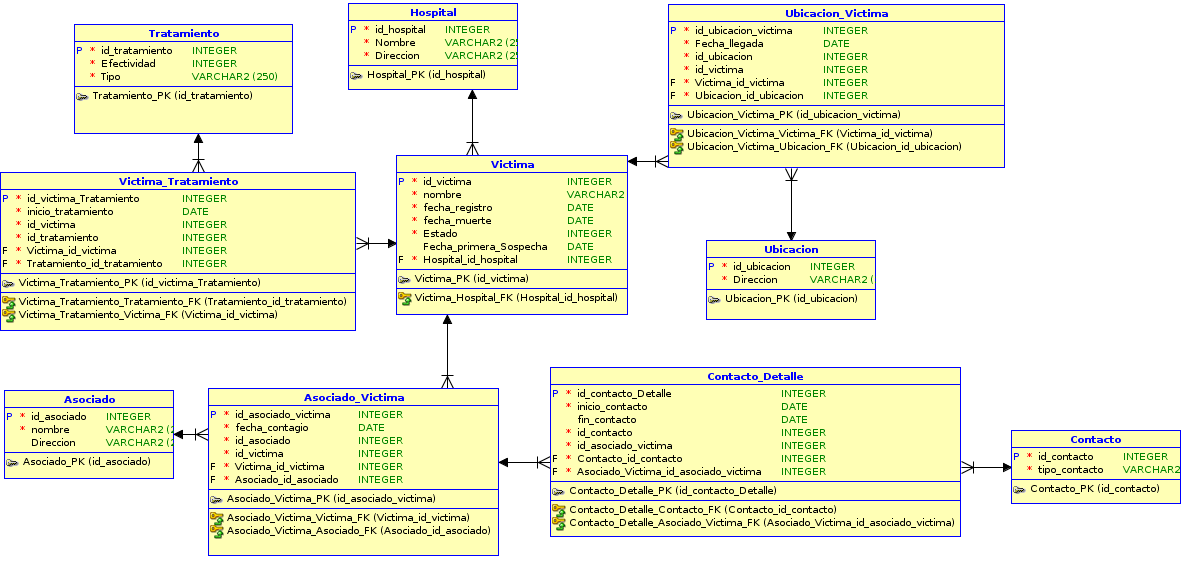 Tratamiento
P * id_tratamiento INTEGER
* Efectividad INTEGER
* Tipo VARCHAR2 (250)
Tratamiento_PK (id_tratamiento)
Hospital
P * id_hospital INTEGER
* Nombre VARCHAR2 (25
* Direccion VARCHAR2 (25
Hospital_PK (id_hospital)
Ubicacion_Victima
P * id_ubicacion_victima INTEGER
* Fecha_llegada DATE
* id_ubicacion INTEGER
* id_victima INTEGER
F * Victima_id_victima INTEGER
F * Ubicacion_id_ubicacion INTEGER
Ubicacion_Victima_PK (id_ubicacion_victima)
Ubicacion_Victima_Victima_FK (Victima_id_victima)
Ubicacion_Victima_Ubicacion_FK (Ubicacion_id_ubicacion)
Victima_Tratamiento
P * id_victima_Tratamiento INTEGER
* inicio_tratamiento DATE
* id_victima INTEGER
* id_tratamiento INTEGER
F * Victima_id_victima INTEGER
F * Tratamiento_id_tratamiento INTEGER
Victima_Tratamiento_PK (id_victima_Tratamiento)
Victima_Tratamiento_Tratamiento_FK (Tratamiento_id_tratamiento)
Victima_Tratamiento_Victima_FK (Victima_id_victima)
Victima
P * id_victima INTEGER
* nombre VARCHAR2
* fecha_registro DATE
* fecha_muerte DATE
* Estado INTEGER
Fecha_primera_Sospecha DATE
F * Hospital_id_hospital INTEGER
Victima_PK (id_victima)
Victima_Hospital_FK (Hospital_id_hospital)
Ubicacion
P * id_ubicacion INTEGER
* Direccion VARCHAR2 (
Ubicacion_PK (id_ubicacion)
Asociado
P * id_asociado INTEGER
* nombre VARCHAR2 (2
Direccion VARCHAR2 (2
Asociado_PK (id_asociado)
Asociado_Victima
P * id_asociado_victima INTEGER
* fecha_contagio DATE
* id_asociado INTEGER
* id_victima INTEGER
F * Victima_id_victima INTEGER
F * Asociado_id_asociado INTEGER
Asociado_Victima_PK (id_asociado_victima)
Asociado_Victima_Victima_FK (Victima_id_victima)
Asociado_Victima_Asociado_FK (Asociado_id_asociado)
Contacto_Detalle
P * id_contacto_Detalle INTEGER
* inicio_contacto DATE
fin_contacto DATE
* id_contacto INTEGER
* id_asociado_victima INTEGER
F * Contacto_id_contacto INTEGER
F * Asociado_Victima_id_asociado_victima INTEGER
Contacto_Detalle_PK (id_contacto_Detalle)
Contacto_Detalle_Contacto_FK (Contacto_id_contacto)
Contacto_Detalle_Asociado_Victima_FK (Asociado_Victima_id_asociado_victima)
Contacto
P * id_contacto INTEGER
* tipo_contacto VARCHAR2
Contacto_PK (id_contacto)